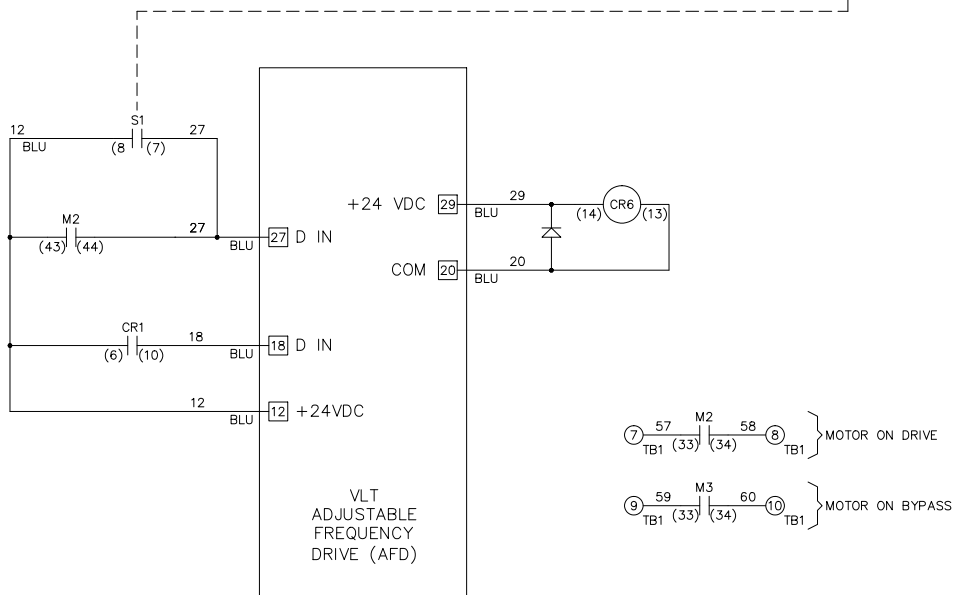 S1
12
27
BLU
(8
(7)
+24 VDC
29
29
BLU
(14)
CR6
(13)
M2
(43)
(44)
27
BLU
27
D IN
COM
20
20
BLU
CR1
(6)
(10)
18
BLU
18
D IN
12
BLU
12
+24VDC
7
TB1
57
M2
(33)
(34)
58
8
TB1
MOTOR ON DRIVE
9
TB1
59
M3
(33)
(34)
60
10
TB1
MOTOR ON BYPASS
VLT
ADJUSTABLE
FREQUENCY
DRIVE (AFD)